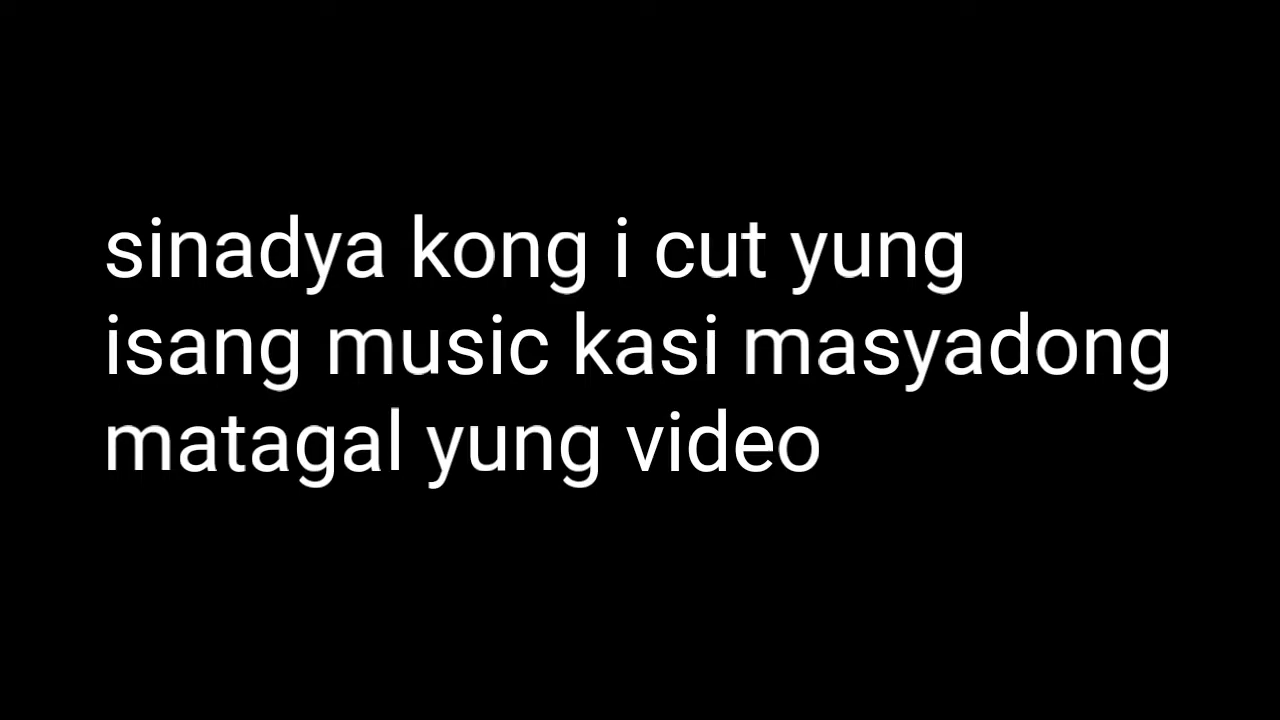 sinadya kong i cut yung
isang music kasi masyadong
matagal yung video